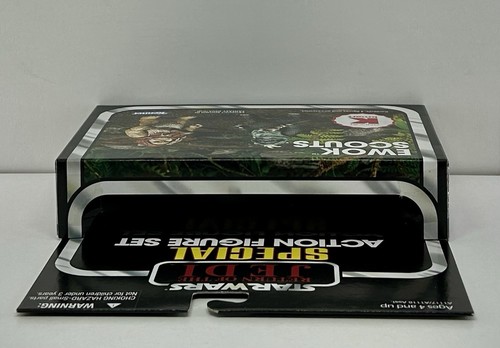 STAR WARS
RETURN OF THE
JEDI
SPECIAL
ACTION FIGURE SET
WARNING:
CHOKING HAZARD-Small parts.
Not for children under 3 years.
Ages 4 and up
EWOK
SCOUTS
Kenner